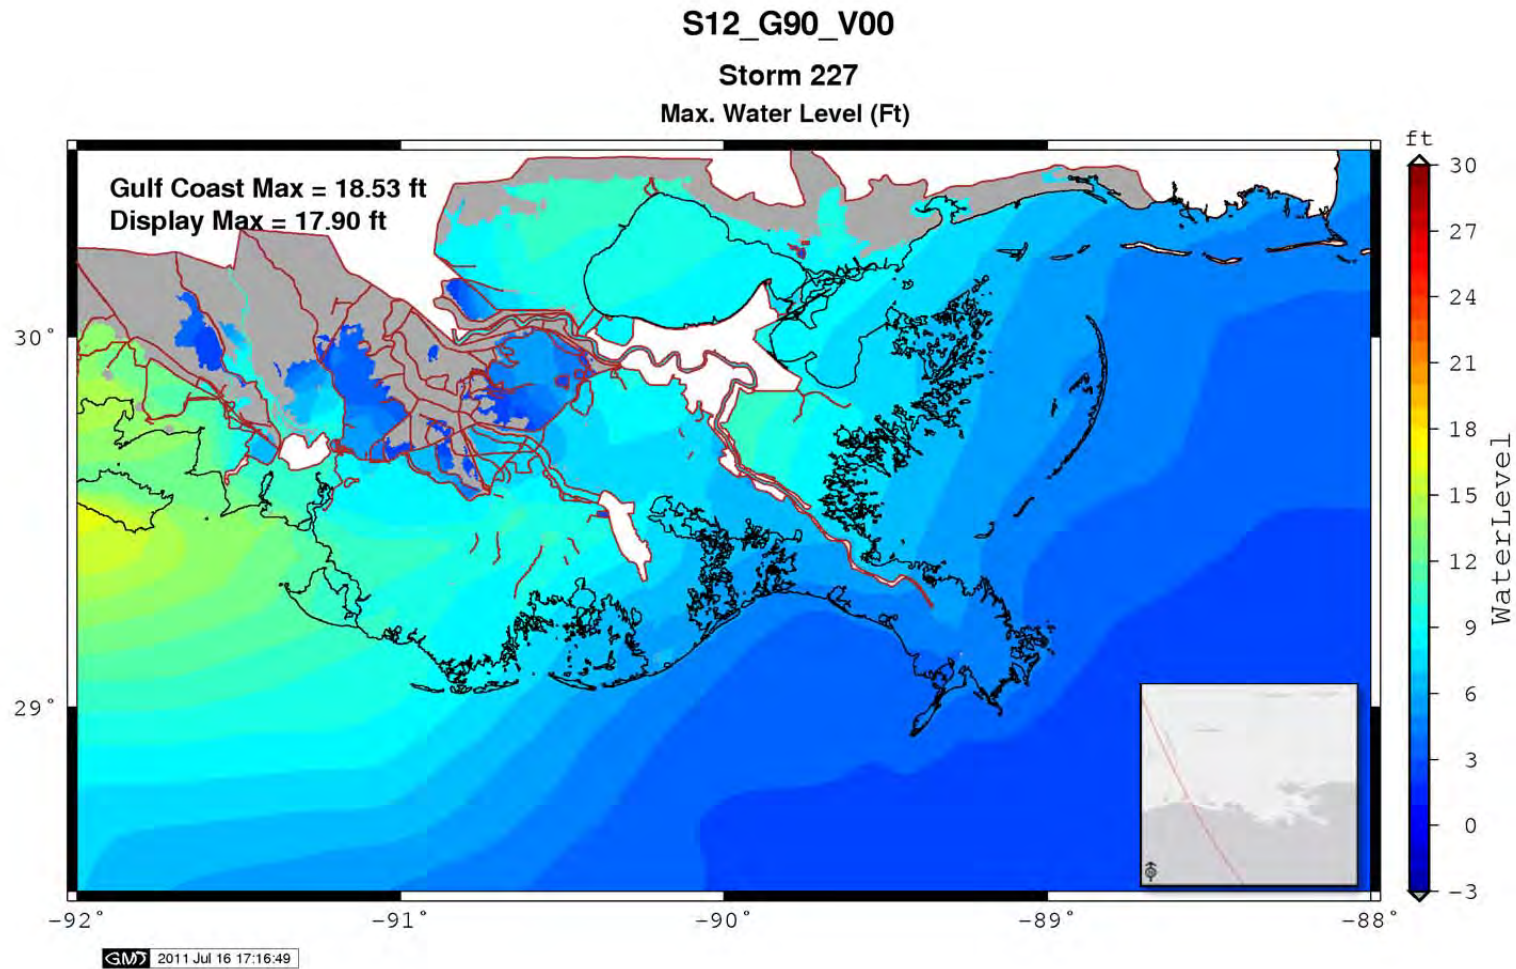 S12_G90_V00
Storm 227
Max. Water Level (Ft)
ft
Gulf Coast Max = 18.53 ft
Display Max = 17.90 ft
30
27
24
21
18
15
12
9
6
3
0
−3
WaterLevel
30°
29°
−92°
−91°
−90°
−89°
−88°
GMT 2011 Jul 16 17:16:49